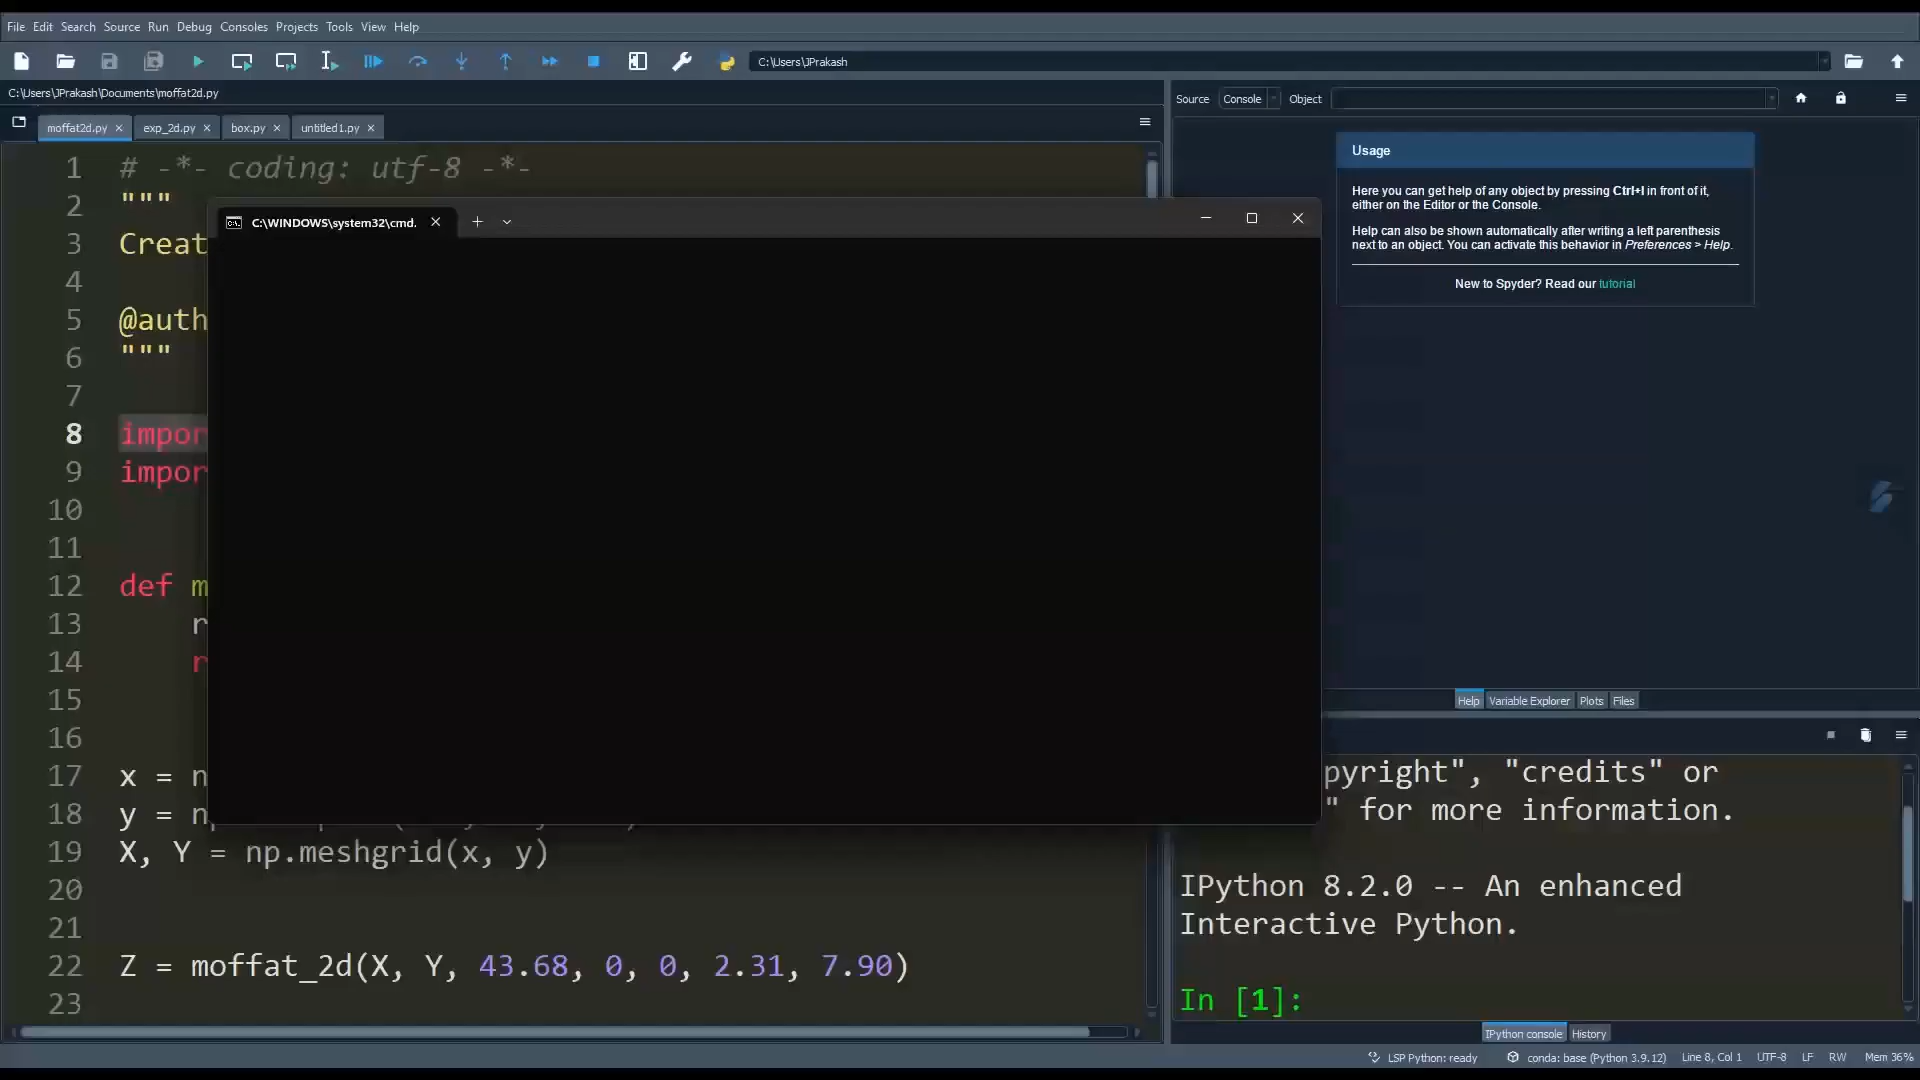 File Edit Search Source Run Debug Consoles Projects Tools View Help
C:\Users\JPrakash
C:\Users\JPrakash\Documents\moffat2d.py
moffat2d.py
exp_2d.py
box.py
untitled1.py
1 # -*- coding: utf-8 -*-
2 """
3 Creat
4
5 @auth
6 """
7
8 impor
9 impor
10
11
12 def m
13 r
14 r
15
16
17 x = n
18 y = n
19 X, Y = np.meshgrid(x, y)
20
21
22 Z = moffat_2d(X, Y, 43.68, 0, 0, 2.31, 7.90)
23
C:\WINDOWS\system32\cmd.
Source Console Object
Usage
Here you can get help of any object by pressing Ctrl+I in front of it,
either on the Editor or the Console.
Help can also be shown automatically after writing a left parenthesis
next to an object. You can activate this behavior in Preferences > Help.
New to Spyder? Read our tutorial
Help Variable Explorer Plots Files
pyright", "credits" or
" for more information.
IPython 8.2.0 -- An enhanced
Interactive Python.
In [1]:
IPython console History
LSP Python: ready conda: base (Python 3.9.12) Line 8, Col 1 UTF-8 LF RW Mem 36%